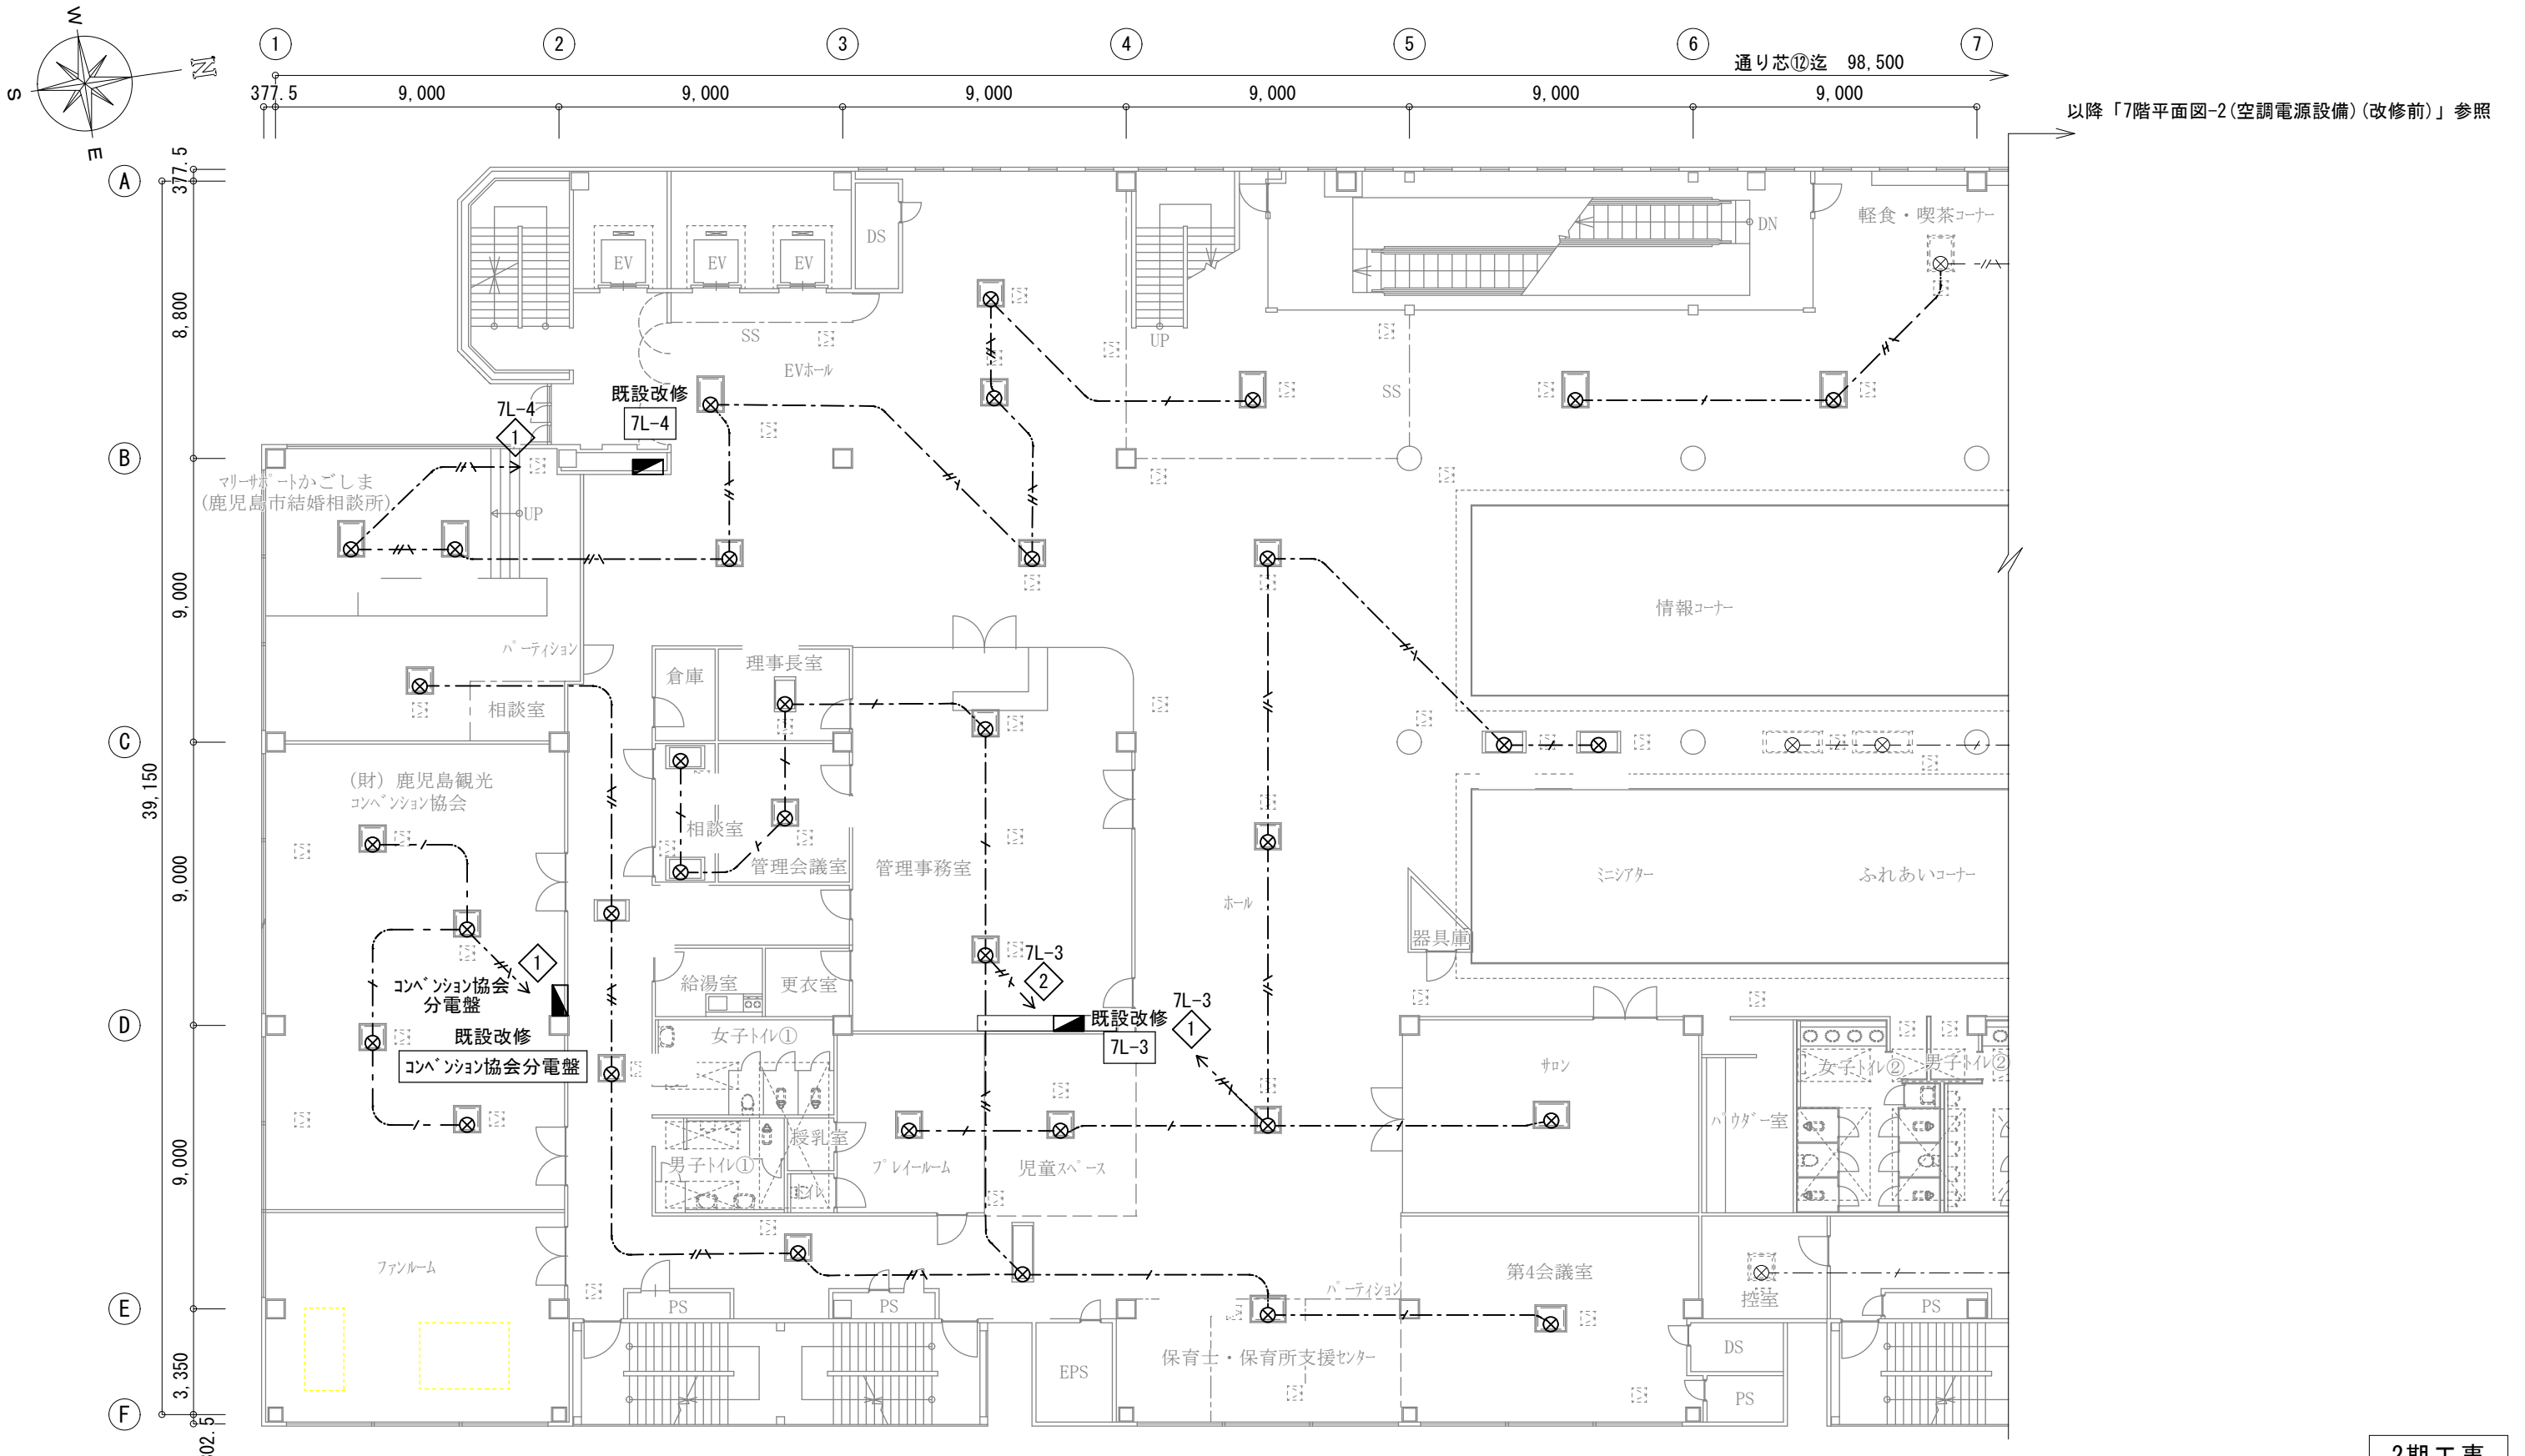 W
N
S
E
1
2
3
4
5
6
7
通り芯⑫迄 98,500
377.5
9,000
9,000
9,000
9,000
9,000
9,000
以降「7階平面図-2(空調電源設備)(改修前)」参照
A
B
C
D
E
F
377.5
8,800
9,000
9,000
9,000
3,350
39,150
EV
EV
EV
DS
SS
EVホール
UP
DN
SS
軽食・喫茶コーナー
7L-4
1
既設改修
7L-4
マリーサポートかごしま
(鹿児島市結婚相談所)
UP
パーティション
相談室
倉庫
理事長室
情報コーナー
(財)鹿児島観光
コンベンション協会
相談室
管理会議室
管理事務室
ホール
ミニシアター
ふれあいコーナー
器具庫
1
コンベンション協会
分電盤
既設改修
コンベンション協会分電盤
給湯室
更衣室
7L-3
2
既設改修
7L-3
7L-3
1
女子トイレ①
男子トイレ①
授乳室
トイレ
プレイルーム
児童スペース
サロン
パウダー室
女子トイレ②
男子トイレ②
ファンルーム
PS
PS
EPS
パーティション
保育士・保育所支援センター
第4会議室
控室
PS
DS
PS
2期工事